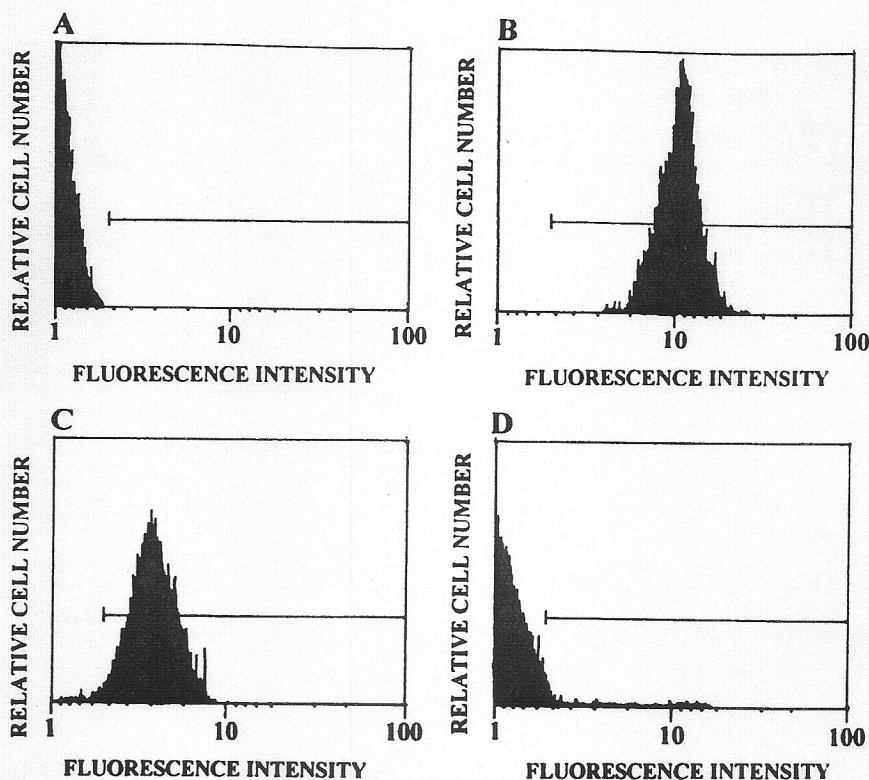 A
RELATIVE CELL NUMBER
1 10 100
FLUORESCENCE INTENSITY
B
RELATIVE CELL NUMBER
1 10 100
FLUORESCENCE INTENSITY
C
RELATIVE CELL NUMBER
1 10 100
FLUORESCENCE INTENSITY
D
RELATIVE CELL NUMBER
1 10 100
FLUORESCENCE INTENSITY